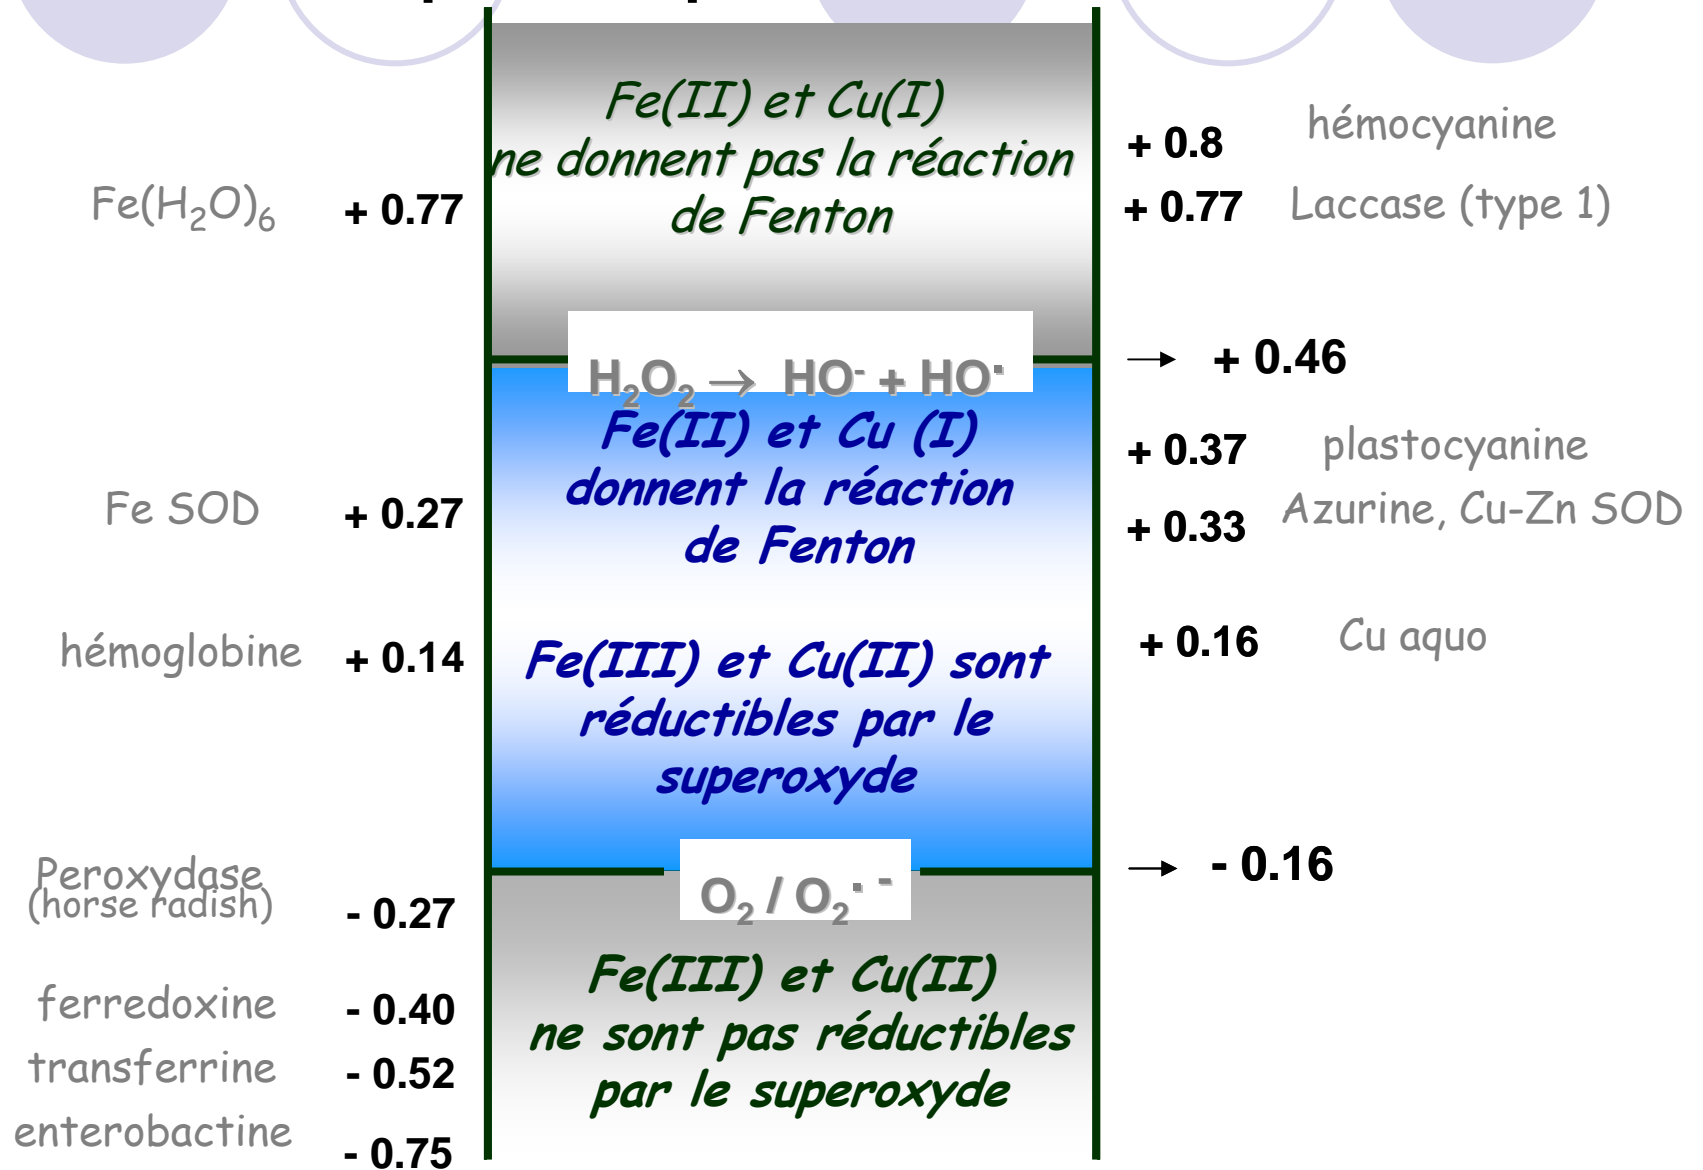 Fe(II) et Cu(I)
ne donnent pas la réaction
de Fenton
Fe(H₂O)₆ + 0.77
+ 0.8 hémocyanine
+ 0.77 Laccase (type 1)
H₂O₂ → HO⁻ + HO·
→ + 0.46
Fe(II) et Cu (I)
donnent la réaction
de Fenton
+ 0.37 plastocyanine
Fe SOD + 0.27
+ 0.33 Azurine, Cu-Zn SOD
hémoglobine + 0.14
Fe(III) et Cu(II) sont
réductibles par le
superoxyde
+ 0.16 Cu aquo
O₂ / O₂·⁻
→ - 0.16
Peroxydase
(horse radish) - 0.27
ferredoxine - 0.40
transferrine - 0.52
enterobactine - 0.75
Fe(III) et Cu(II)
ne sont pas réductibles
par le superoxyde